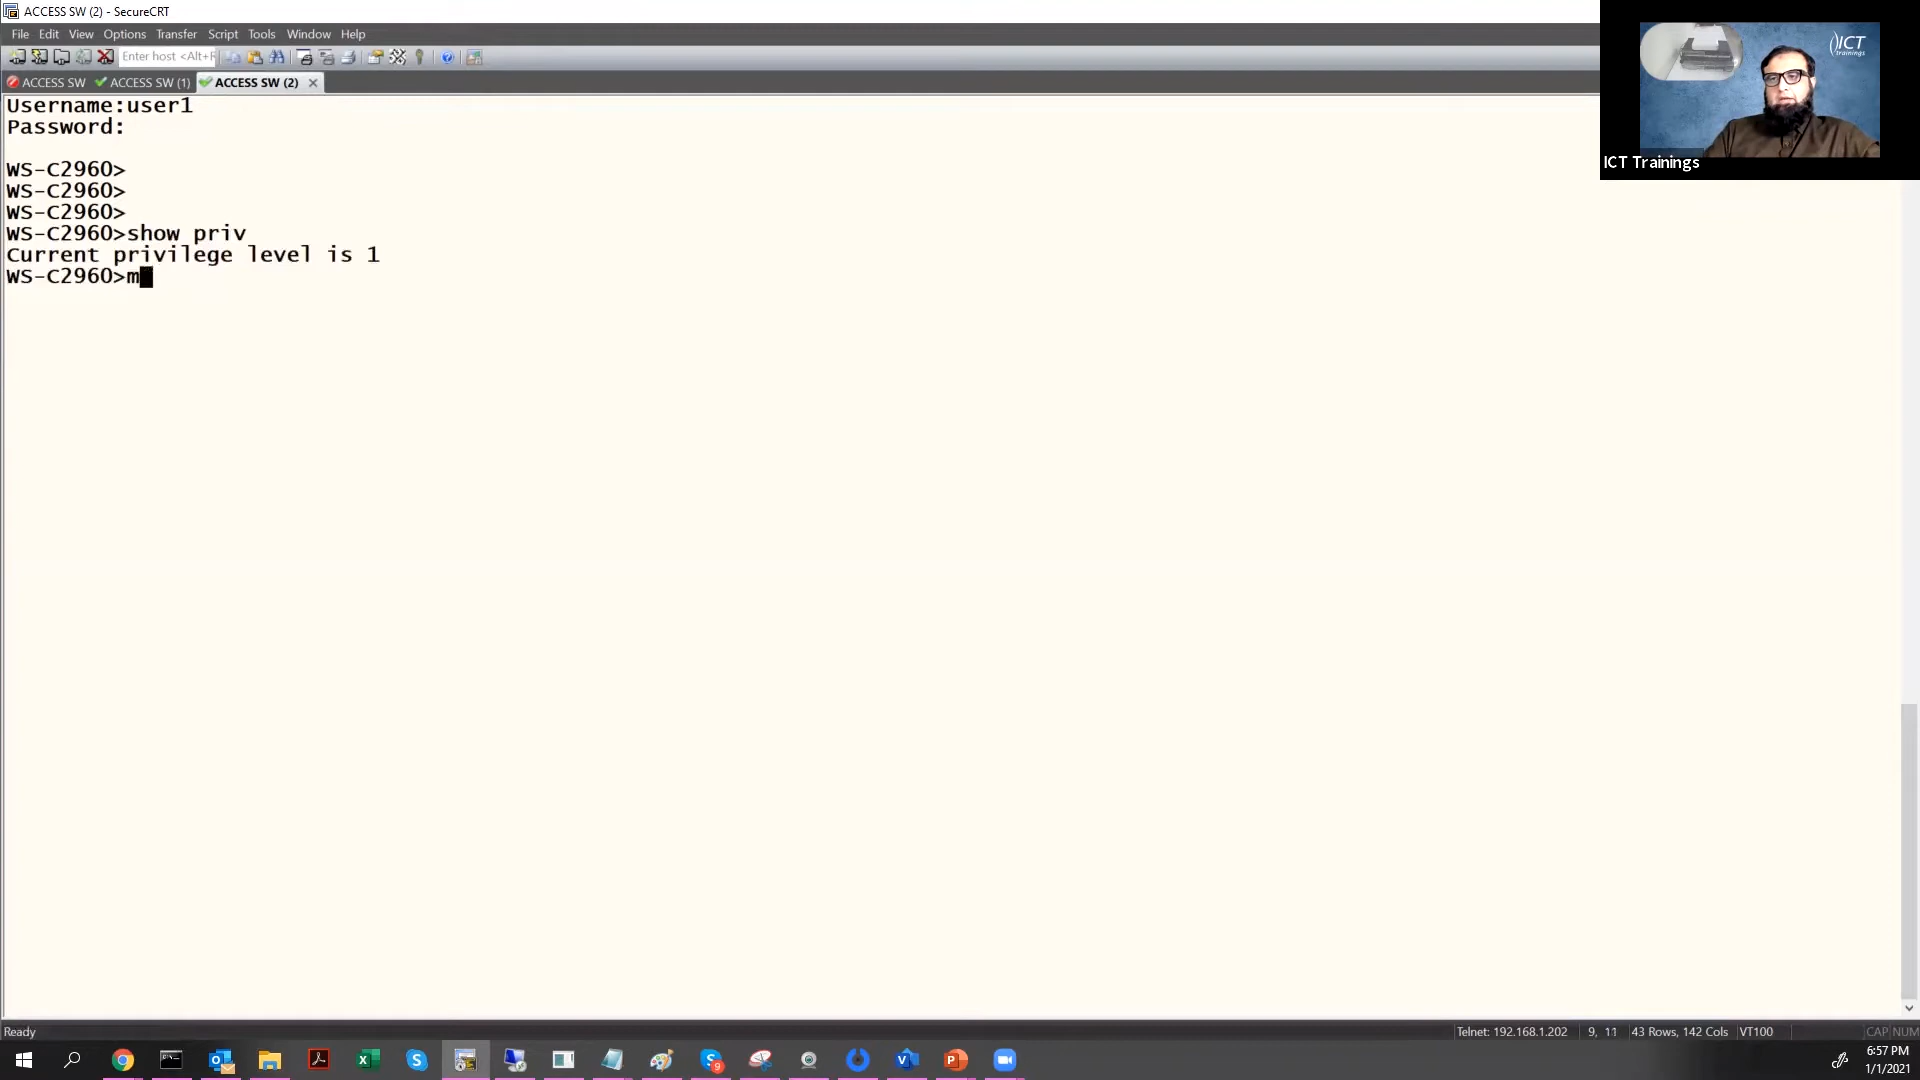 ACCESS SW (2) - SecureCRT
File Edit View Options Transfer Script Tools Window Help
Enter host <Alt+R
ACCESS SW ACCESS SW (1) ACCESS SW (2)
Username:user1
Password:
WS-C2960>
WS-C2960>
WS-C2960>
WS-C2960>show priv
Current privilege level is 1
WS-C2960>m
ICT
trainings
ICT Trainings
Ready
Telnet: 192.168.1.202 9, 11 43 Rows, 142 Cols VT100 CAP NUM
9
6:57 PM
1/1/2021